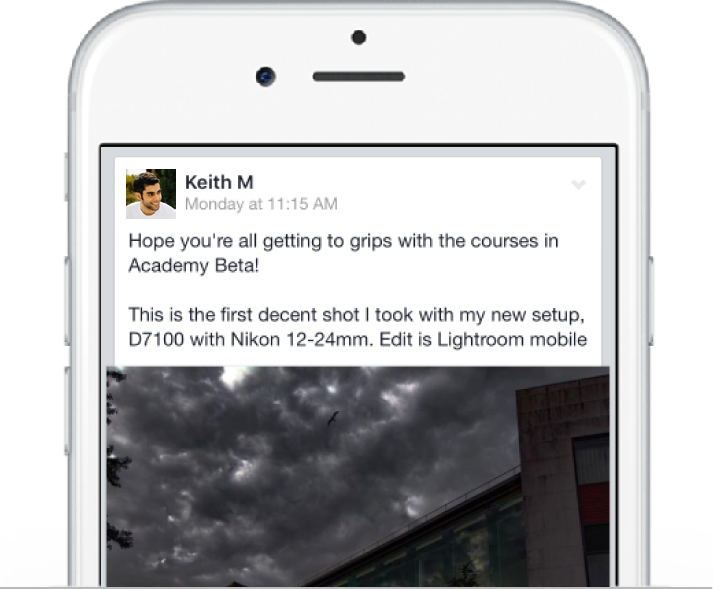 Keith M
Monday at 11:15 AM
Hope you're all getting to grips with the courses in
Academy Beta!
This is the first decent shot I took with my new setup,
D7100 with Nikon 12-24mm. Edit is Lightroom mobile